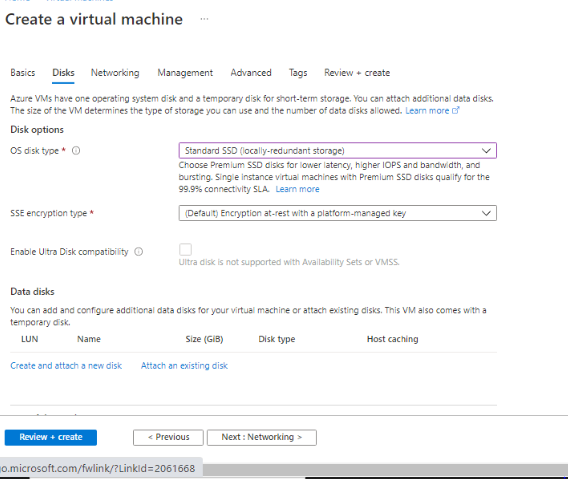 Create a virtual machine ...
Basics Disks Networking Management Advanced Tags Review + create
Azure VMs have one operating system disk and a temporary disk for short-term storage. You can attach additional data disks.
The size of the VM determines the type of storage you can use and the number of data disks allowed. Learn more
Disk options
OS disk type *
Standard SSD (locally-redundant storage)
Choose Premium SSD disks for lower latency, higher IOPS and bandwidth, and
bursting. Single instance virtual machines with Premium SSD disks qualify for the
99.9% connectivity SLA. Learn more
SSE encryption type *
(Default) Encryption at-rest with a platform-managed key
Enable Ultra Disk compatibility
Ultra disk is not supported with Availability Sets or VMSS.
Data disks
You can add and configure additional data disks for your virtual machine or attach existing disks. This VM also comes with a
temporary disk.
LUN Name Size (GiB) Disk type Host caching
Create and attach a new disk Attach an existing disk
Review + create < Previous Next : Networking >
go.microsoft.com/fwlink/?LinkId=2061668